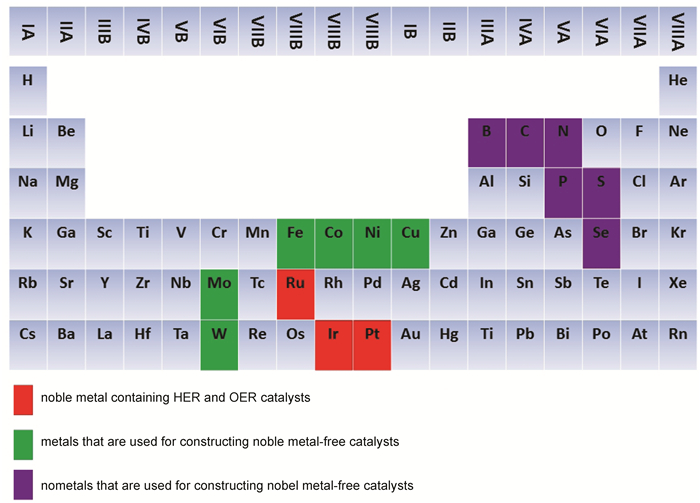 IA IIA IIIB IVB VB VIB VIIB VIIIB VIIIB VIIIB IB IIB IIIA IVA VA VIA VIIA VIIIA
H He
Li Be B C N O F Ne
Na Mg Al Si P S Cl Ar
K Ga Sc Ti V Cr Mn Fe Co Ni Cu Zn Ga Ge As Se Br Kr
Rb Sr Y Zr Nb Mo Tc Ru Rh Pd Ag Cd In Sn Sb Te I Xe
Cs Ba La Hf Ta W Re Os Ir Pt Au Hg Ti Pb Bi Po At Rn
noble metal containing HER and OER catalysts
metals that are used for constructing noble metal-free catalysts
nometals that are used for constructing nobel metal-free catalysts